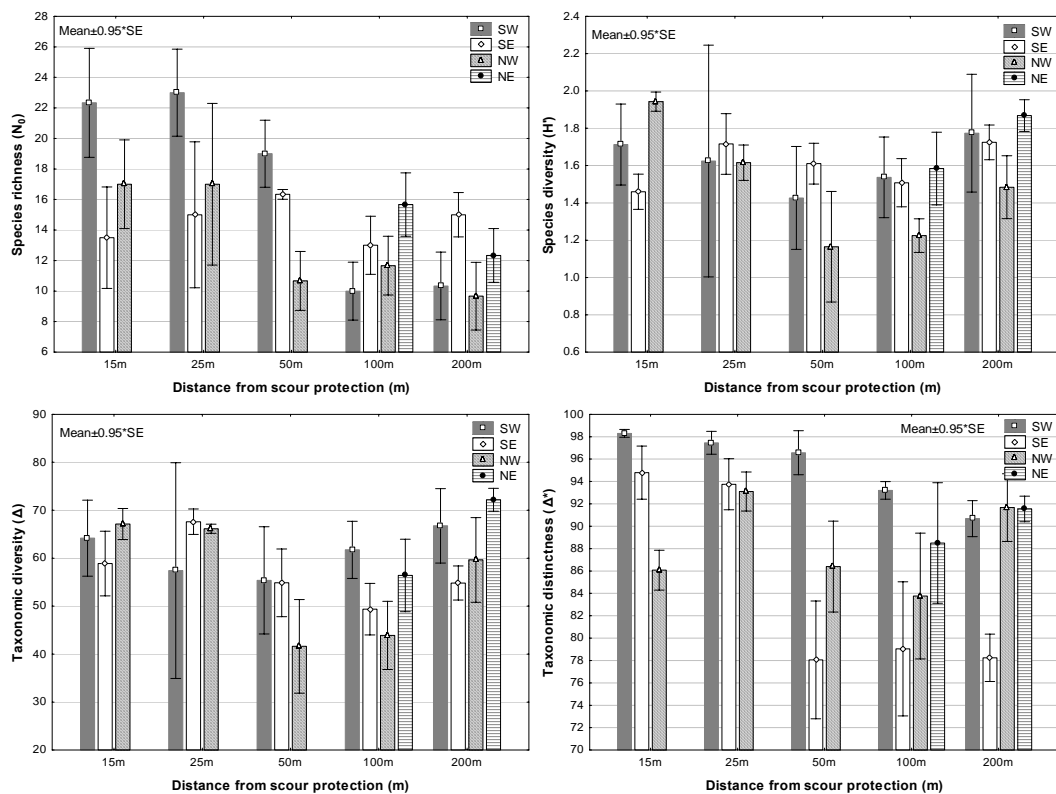 Mean±0.95*SE
SW
SE
NW
NE
Species richness (N0)
28
26
24
22
20
18
16
14
12
10
8
6
15m
25m
50m
100m
200m
Distance from scour protection (m)
Mean±0.95*SE
SW
SE
NW
NE
Species diversity (H')
2.4
2.2
2.0
1.8
1.6
1.4
1.2
1.0
0.8
0.6
15m
25m
50m
100m
200m
Distance from scour protection (m)
Mean±0.95*SE
SW
SE
NW
NE
Taxonomic diversity (Δ)
90
80
70
60
50
40
30
20
15m
25m
50m
100m
200m
Distance from scour protection (m)
Mean±0.95*SE
SW
SE
NW
NE
Taxonomic distinctness (Δ*)
100
98
96
94
92
90
88
86
84
82
80
78
76
74
72
70
15m
25m
50m
100m
200m
Distance from scour protection (m)